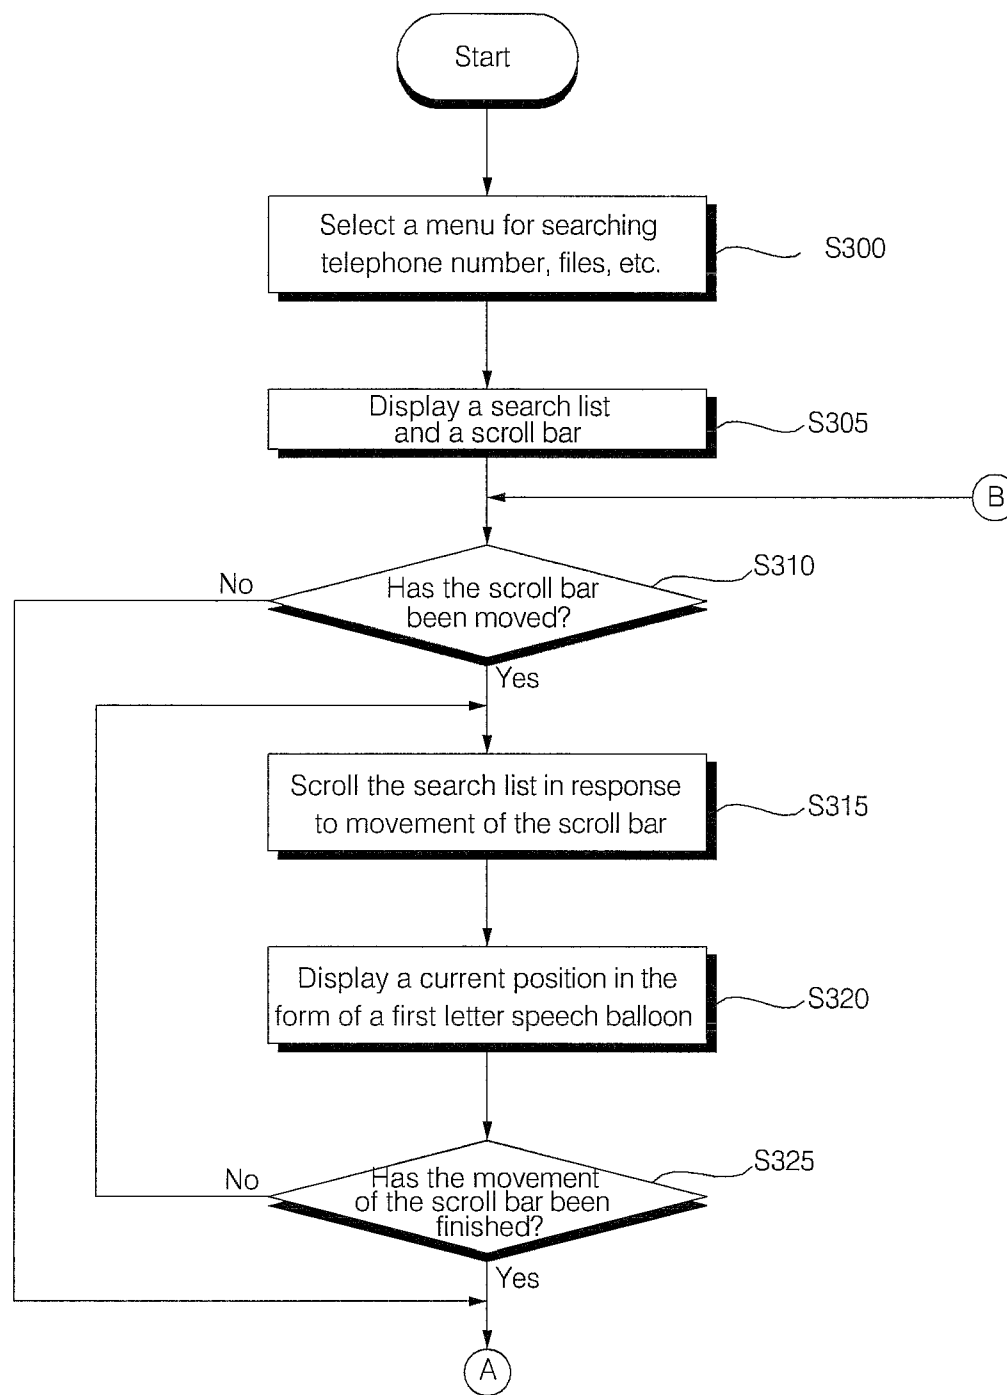 Start
Select a menu for searching
telephone number, files, etc.
S300
Display a search list
and a scroll bar
S305
B
S310
No
Has the scroll bar
been moved?
Yes
Scroll the search list in response
to movement of the scroll bar
S315
Display a current position in the
form of a first letter speech balloon
S320
S325
No
Has the movement
of the scroll bar been
finished?
Yes
A